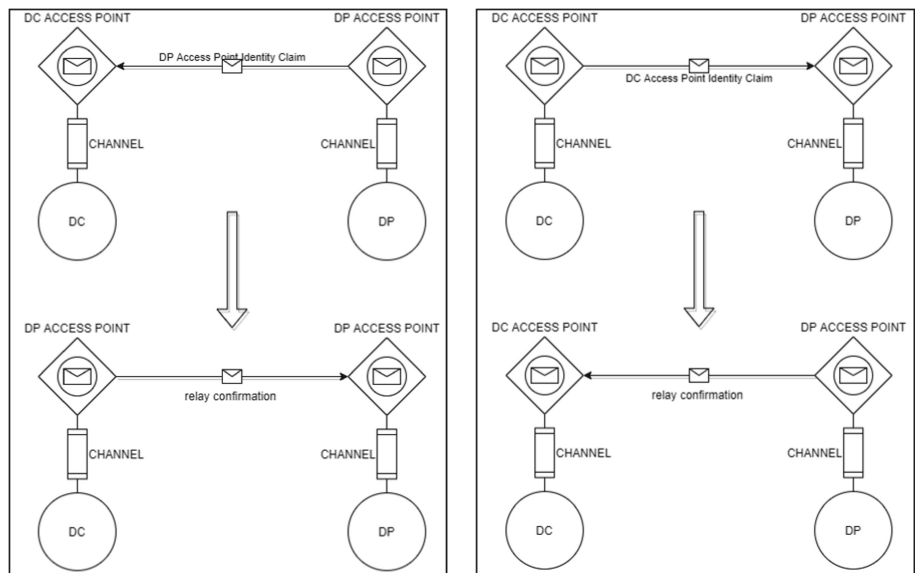 DC ACCESS POINT
DP ACCESS POINT
DP Access Point Identity Claim
CHANNEL
CHANNEL
DC
DP
DP ACCESS POINT
DP ACCESS POINT
relay confirmation
CHANNEL
CHANNEL
DC
DP
DC ACCESS POINT
DP ACCESS POINT
DC Access Point Identity Claim
CHANNEL
CHANNEL
DC
DP
DC ACCESS POINT
DP ACCESS POINT
relay confirmation
CHANNEL
CHANNEL
DC
DP